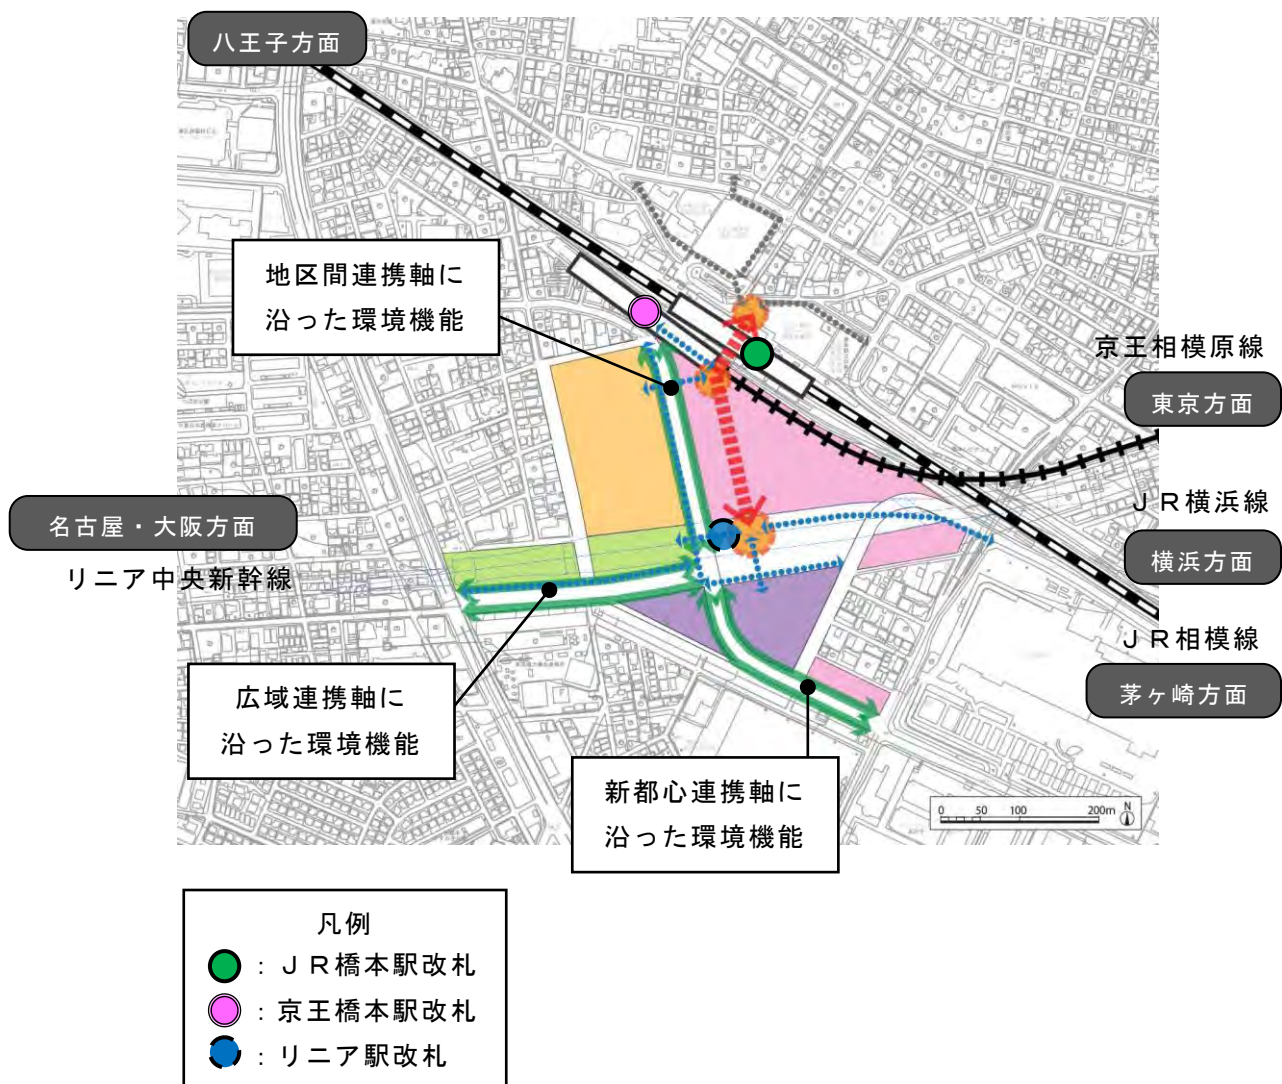 八王子方面
地区間連携軸に
沿った環境機能
京王相模原線
東京方面
名古屋・大阪方面
リニア中央新幹線
ＪＲ横浜線
横浜方面
ＪＲ相模線
茅ヶ崎方面
広域連携軸に
沿った環境機能
新都心連携軸に
沿った環境機能
0 50 100 200m N
凡例
：ＪＲ橋本駅改札
：京王橋本駅改札
：リニア駅改札